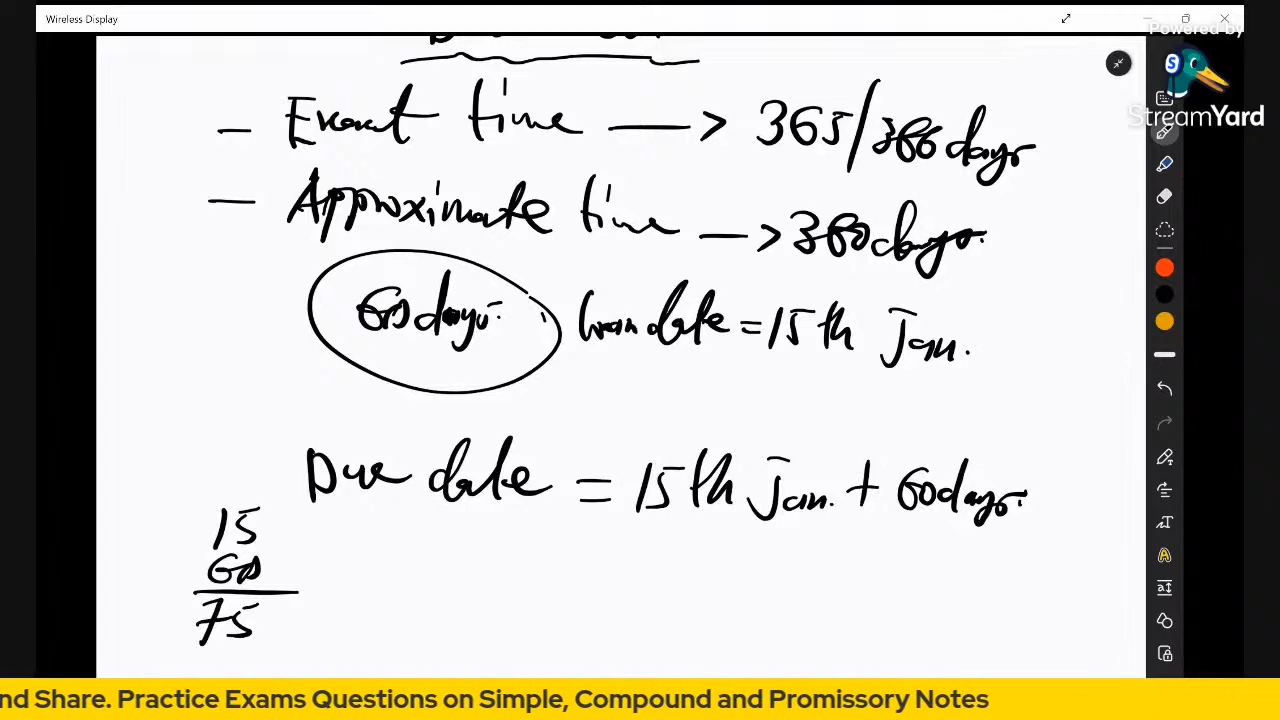 Wireless Display
Powered by
StreamYard
— Exact time —> 365/366 days
— Approximate time —> 360 days.
60 days. Loan date = 15th Jan.
Due date = 15th Jan. + 60 days.
15
60
75
nd Share. Practice Exams Questions on Simple, Compound and Promissory Notes